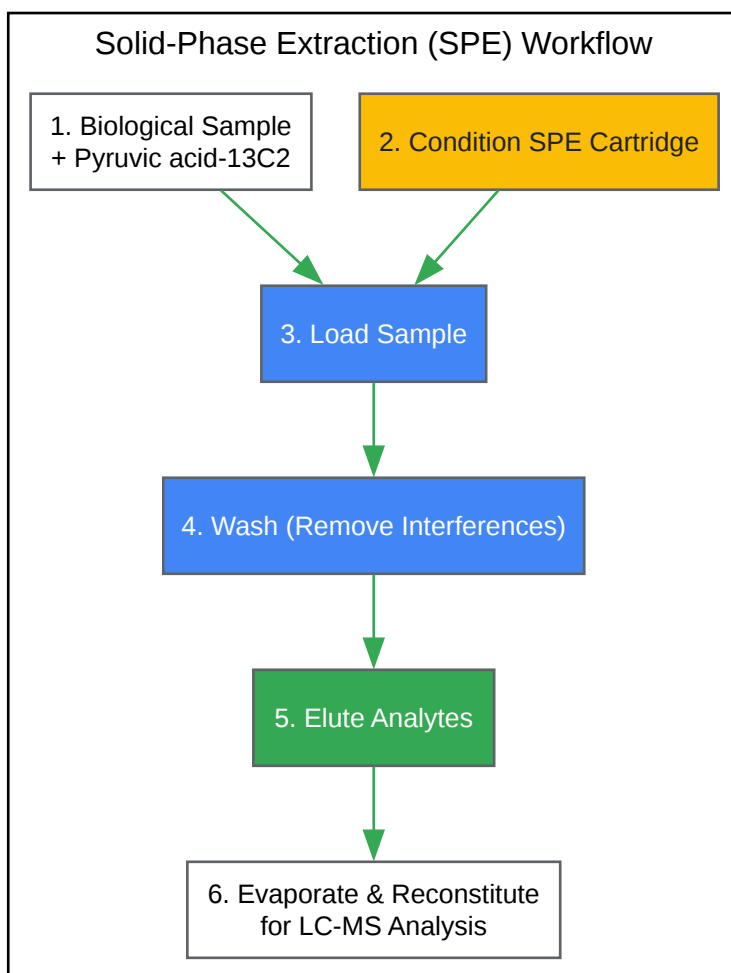 Solid-Phase Extraction (SPE) Workflow
1. Biological Sample
+ Pyruvic acid-13C2
2. Condition SPE Cartridge
3. Load Sample
4. Wash (Remove Interferences)
5. Elute Analytes
6. Evaporate & Reconstitute
for LC-MS Analysis